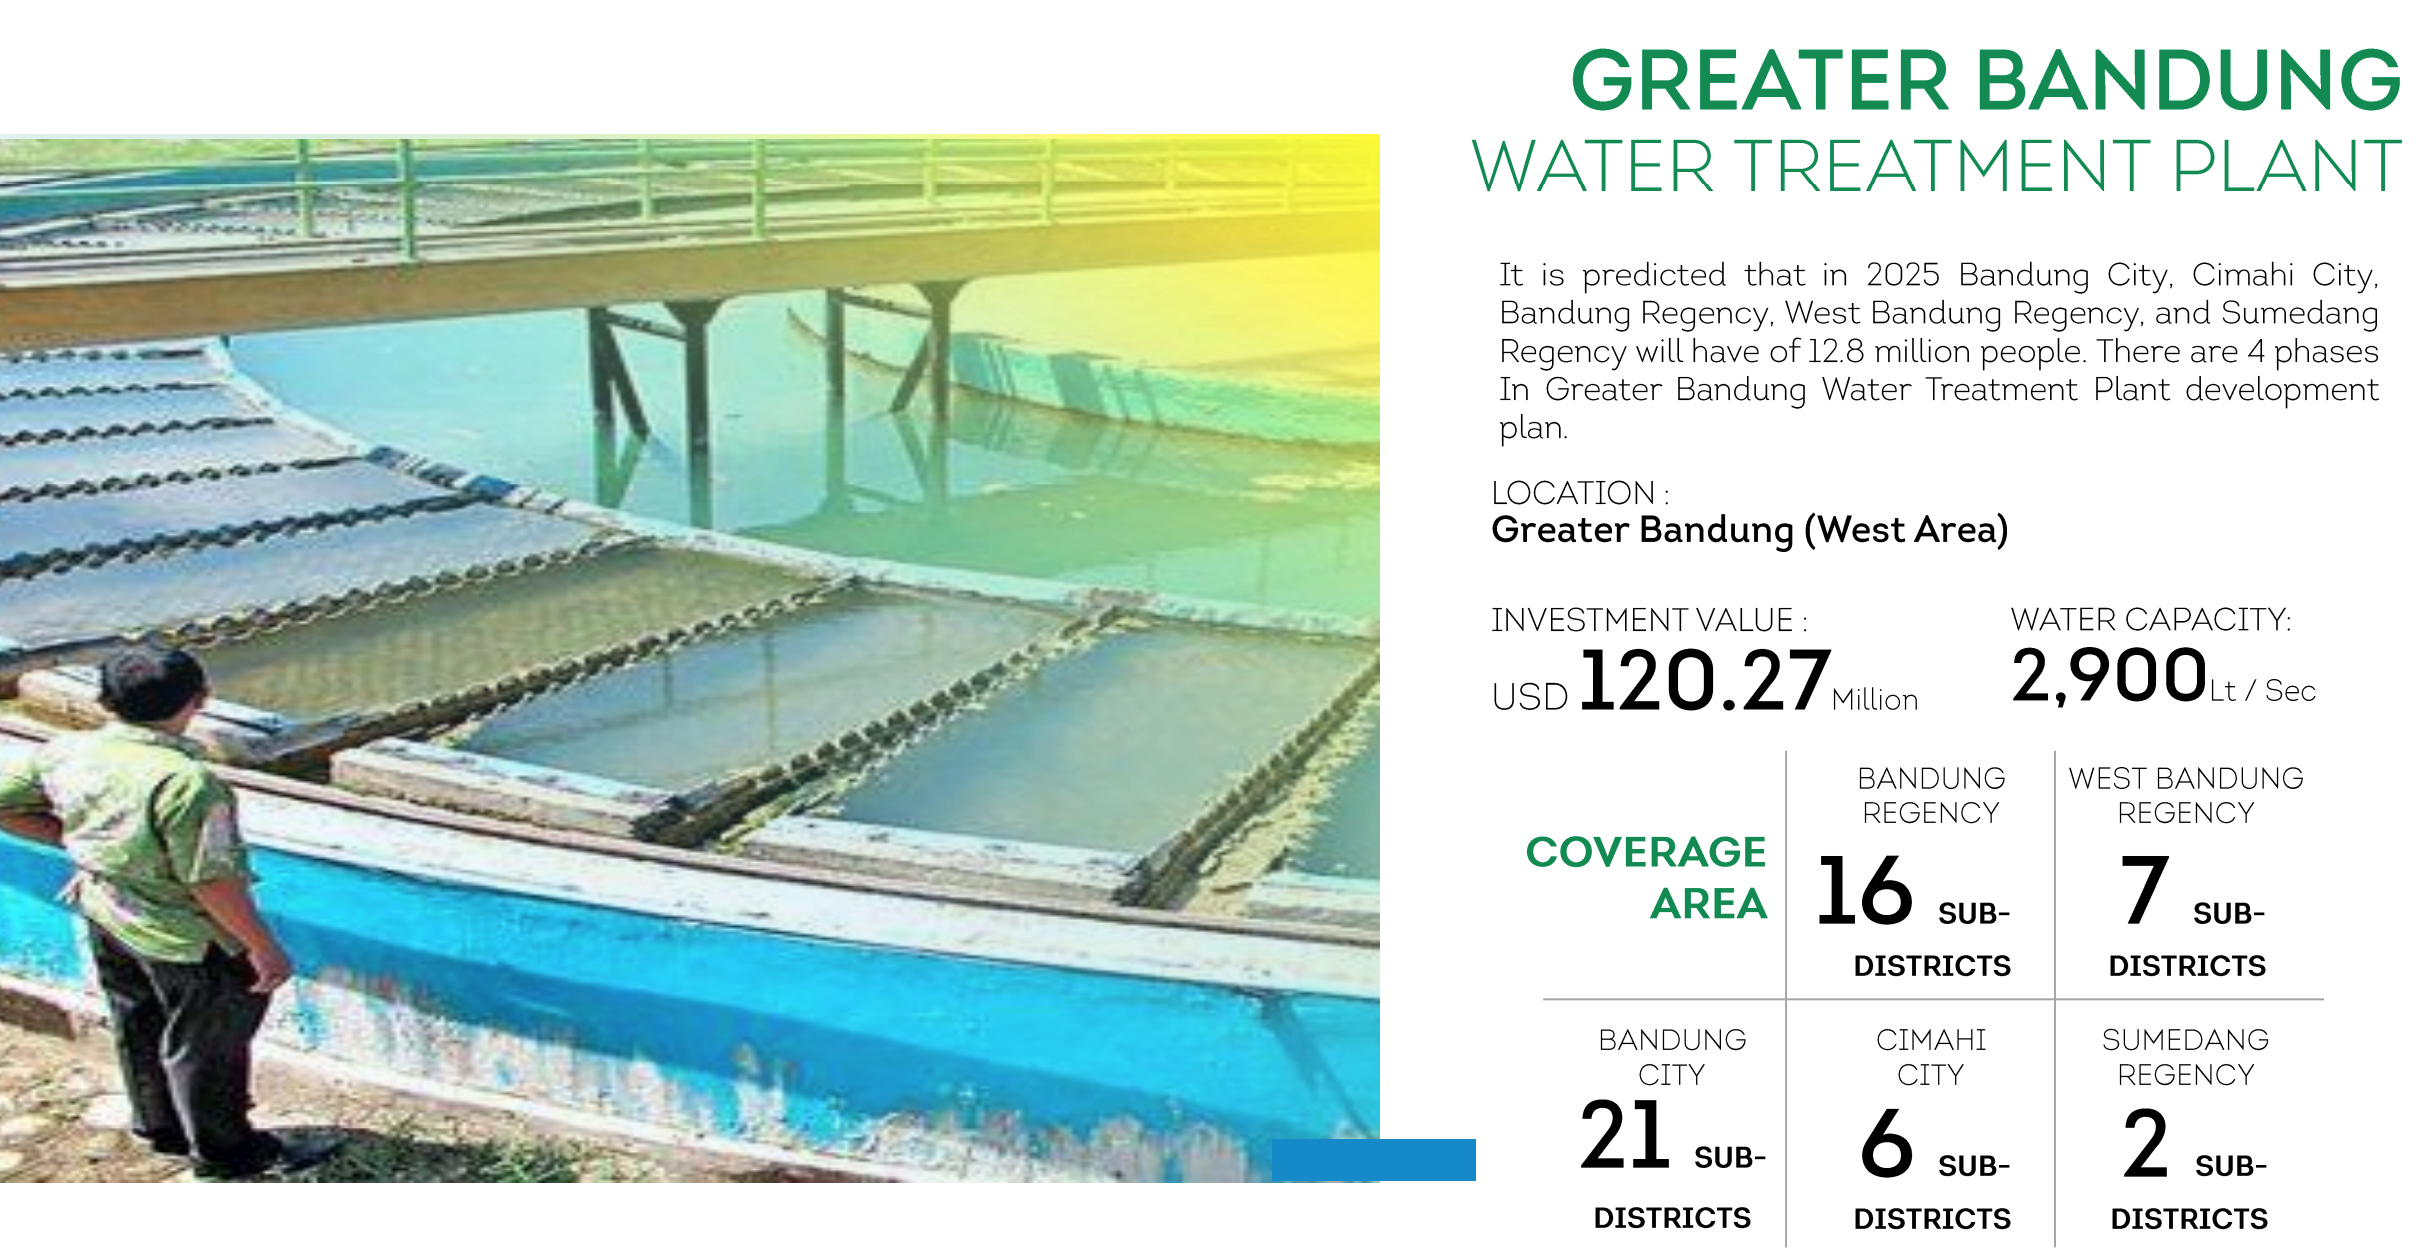 GREATER BANDUNG
WATER TREATMENT PLANT
It is predicted that in 2025 Bandung City, Cimahi City,
Bandung Regency, West Bandung Regency, and Sumedang
Regency will have of 12.8 million people. There are 4 phases
In Greater Bandung Water Treatment Plant development
plan.
LOCATION :
Greater Bandung (West Area)
INVESTMENT VALUE :
USD 120.27 Million
WATER CAPACITY:
2,900 Lt / Sec
COVERAGE
AREA
BANDUNG
REGENCY
16 SUB-
DISTRICTS
WEST BANDUNG
REGENCY
7 SUB-
DISTRICTS
BANDUNG
CITY
21 SUB-
DISTRICTS
CIMAHI
CITY
6 SUB-
DISTRICTS
SUMEDANG
REGENCY
2 SUB-
DISTRICTS